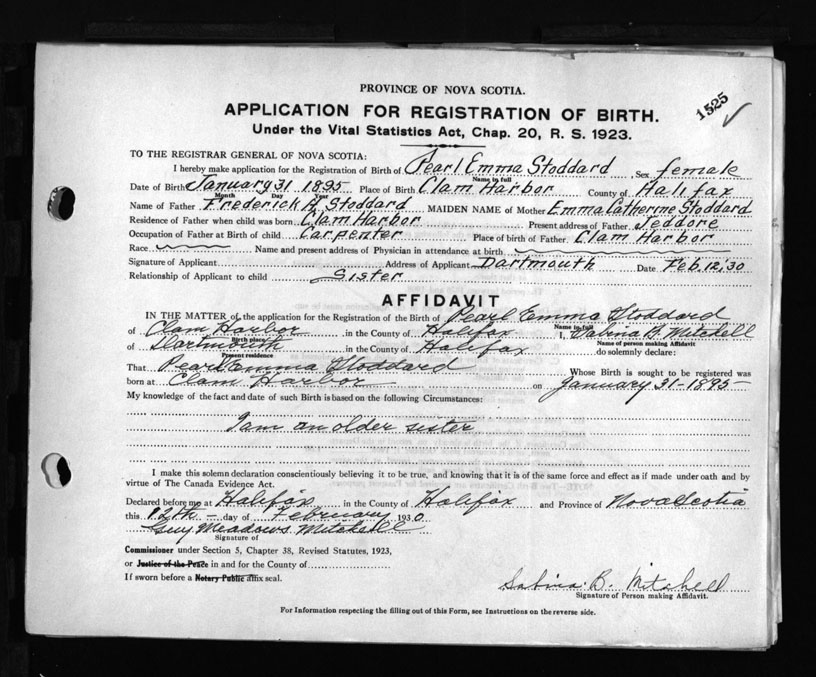 PROVINCE OF NOVA SCOTIA.
1525 ✓
APPLICATION FOR REGISTRATION OF BIRTH.
Under the Vital Statistics Act, Chap. 20, R. S. 1923.
TO THE REGISTRAR GENERAL OF NOVA SCOTIA:
I hereby make application for the Registration of Birth of Pearl Emma Stoddard, Sex female
Name in full
Date of Birth January 31 1895 Place of Birth Clam Harbor County of Halifax
Month Day Year
Name of Father Frederick A. Stoddard MAIDEN NAME of Mother Emma Catherine Stoddard
Residence of Father when child was born Clam Harbor Present address of Father Jeddore
Occupation of Father at Birth of child Carpenter Place of birth of Father Clam Harbor
Race Name and present address of Physician in attendance at birth
Signature of Applicant Address of Applicant Dartmouth Date Feb. 12, '30
Relationship of Applicant to child Sister
AFFIDAVIT
IN THE MATTER of the application for the Registration of the Birth of Pearl Emma Stoddard
Name in full
of Clam Harbor in the County of Halifax I, Sabina B. Mitchell
Birth place Name of person making Affidavit
of Dartmouth in the County of Halifax do solemnly declare:
Present residence
That Pearl Emma Stoddard Whose Birth is sought to be registered was
born at Clam Harbor on January 31 - 1895 -
My knowledge of the fact and date of such Birth is based on the following Circumstances:
I am an older sister
I make this solemn declaration conscientiously believing it to be true, and knowing that it is of the same force and effect as if made under oath and by
virtue of The Canada Evidence Act.
Declared before me at Halifax in the County of Halifax and Province of Nova Scotia
this 12th - day of February 1930
Guy Meadows Mitchell
Signature of
Commissioner under Section 5, Chapter 38, Revised Statutes, 1923,
or Justice of the Peace in and for the County of
If sworn before a Notary Public affix seal.
Sabina B. Mitchell
Signature of Person making Affidavit.
For Information respecting the filling out of this Form, see Instructions on the reverse side.